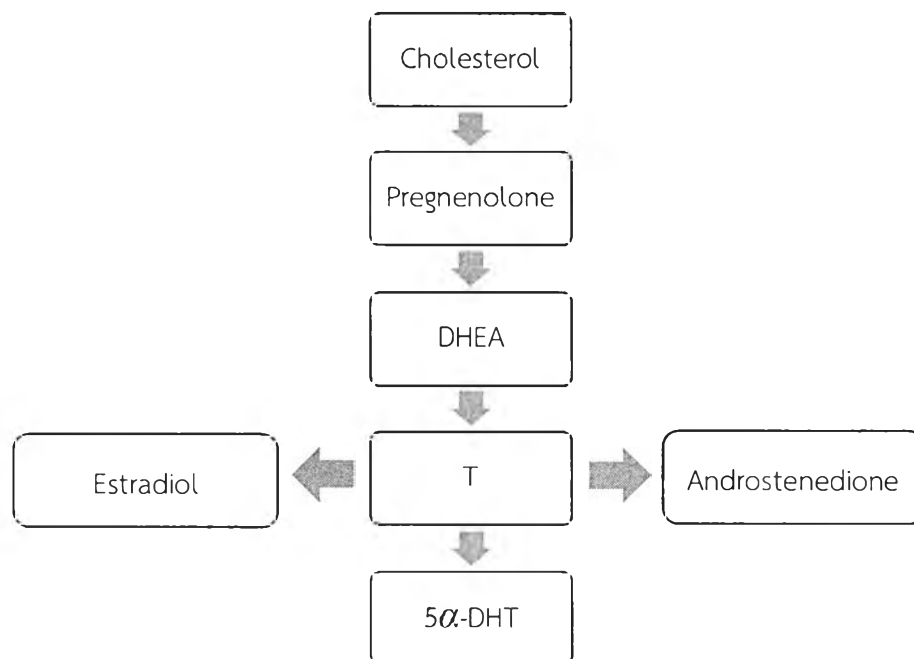 Cholesterol
Pregnenolone
DHEA
Estradiol
T
Androstenedione
5α-DHT